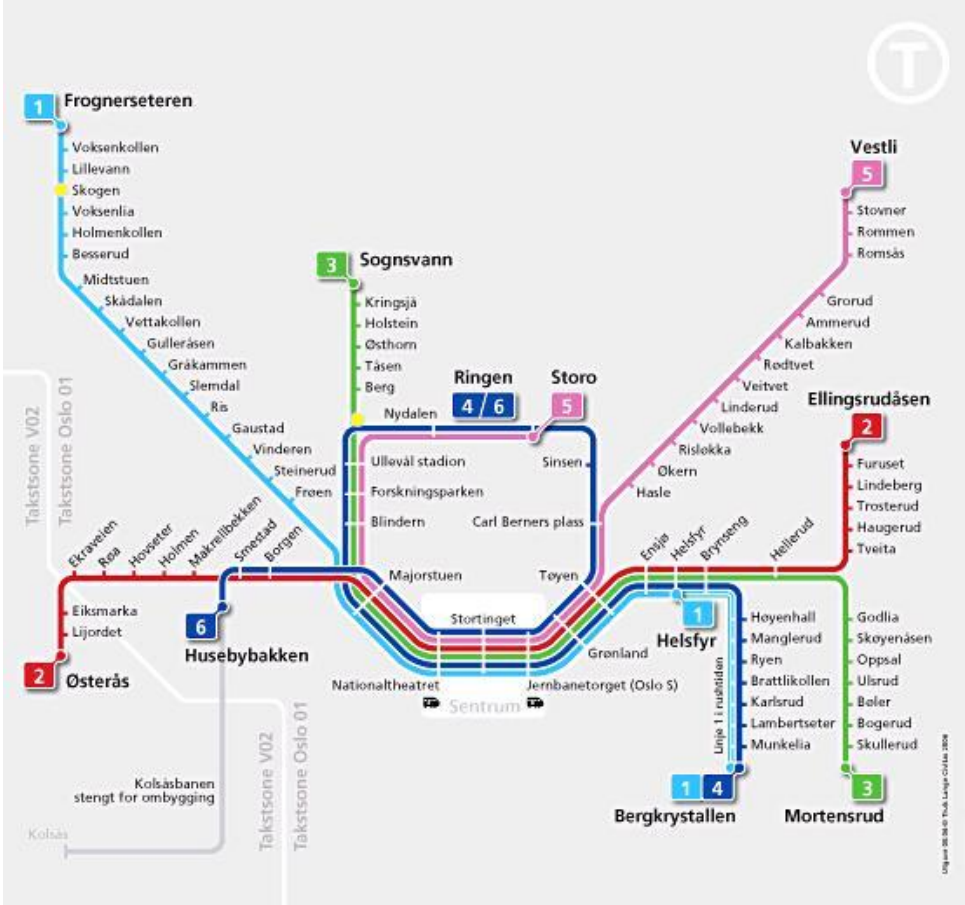 T
1 Frognerseteren
Voksenkollen
Lillevann
Skogen
Voksenlia
Holmenkollen
Besserud
Midtstuen
Skådalen
Vettakollen
Gulleråsen
Gråkammen
Slemdal
Ris
Gaustad
Vinderen
Steinerud
Frøen
3 Sognsvann
Kringsjå
Holstein
Østhorn
Tåsen
Berg
Ringen
4/6
Storo
5
Nydalen
Ullevål stadion
Forskningsparken
Blindern
Sinsen
Carl Berners plass
Vestli
5
Stovner
Rommen
Romsås
Grorud
Ammerud
Kalbakken
Rødtvet
Veitvet
Linderud
Vollebekk
Risløkka
Økern
Hasle
Ellingsrudåsen
2
Furuset
Lindeberg
Trosterud
Haugerud
Tveita
Takstsone V02
Takstsone Oslo 01
Ekraveien
Røa
Hovseter
Holmen
Makrellbekken
Smestad
Borgen
Majorstuen
Tøyen
Ensjø
Helsfyr
Brynseng
Hellerud
Eiksmarka
Lijordet
2 Østerås
6
Husebybakken
Stortinget
Nationaltheatret
Jernbanetorget (Oslo S)
Sentrum
Grønland
1
Helsfyr
Linje 1 i rushtiden
Høyenhall
Manglerud
Ryen
Brattlikollen
Karlsrud
Lambertseter
Munkelia
1 4
Bergkrystallen
Godlia
Skøyenåsen
Oppsal
Ulsrud
Bøler
Bogerud
Skullerud
3
Mortensrud
Kolsåsbanen
stengt for ombygging
Kolsås
Takstsone V02
Takstsone Oslo 01